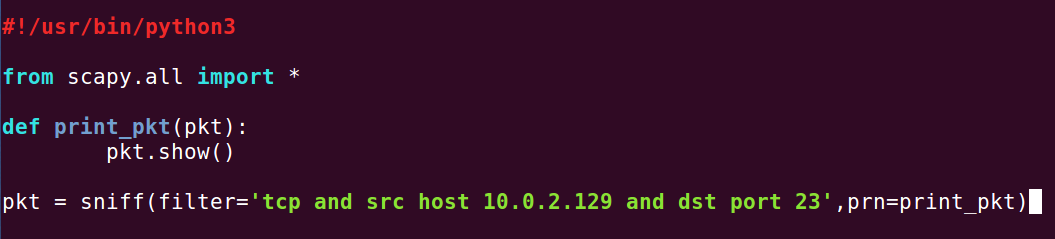 #!/usr/bin/python3
from scapy.all import *
def print_pkt(pkt):
        pkt.show()
pkt = sniff(filter='tcp and src host 10.0.2.129 and dst port 23',prn=print_pkt)